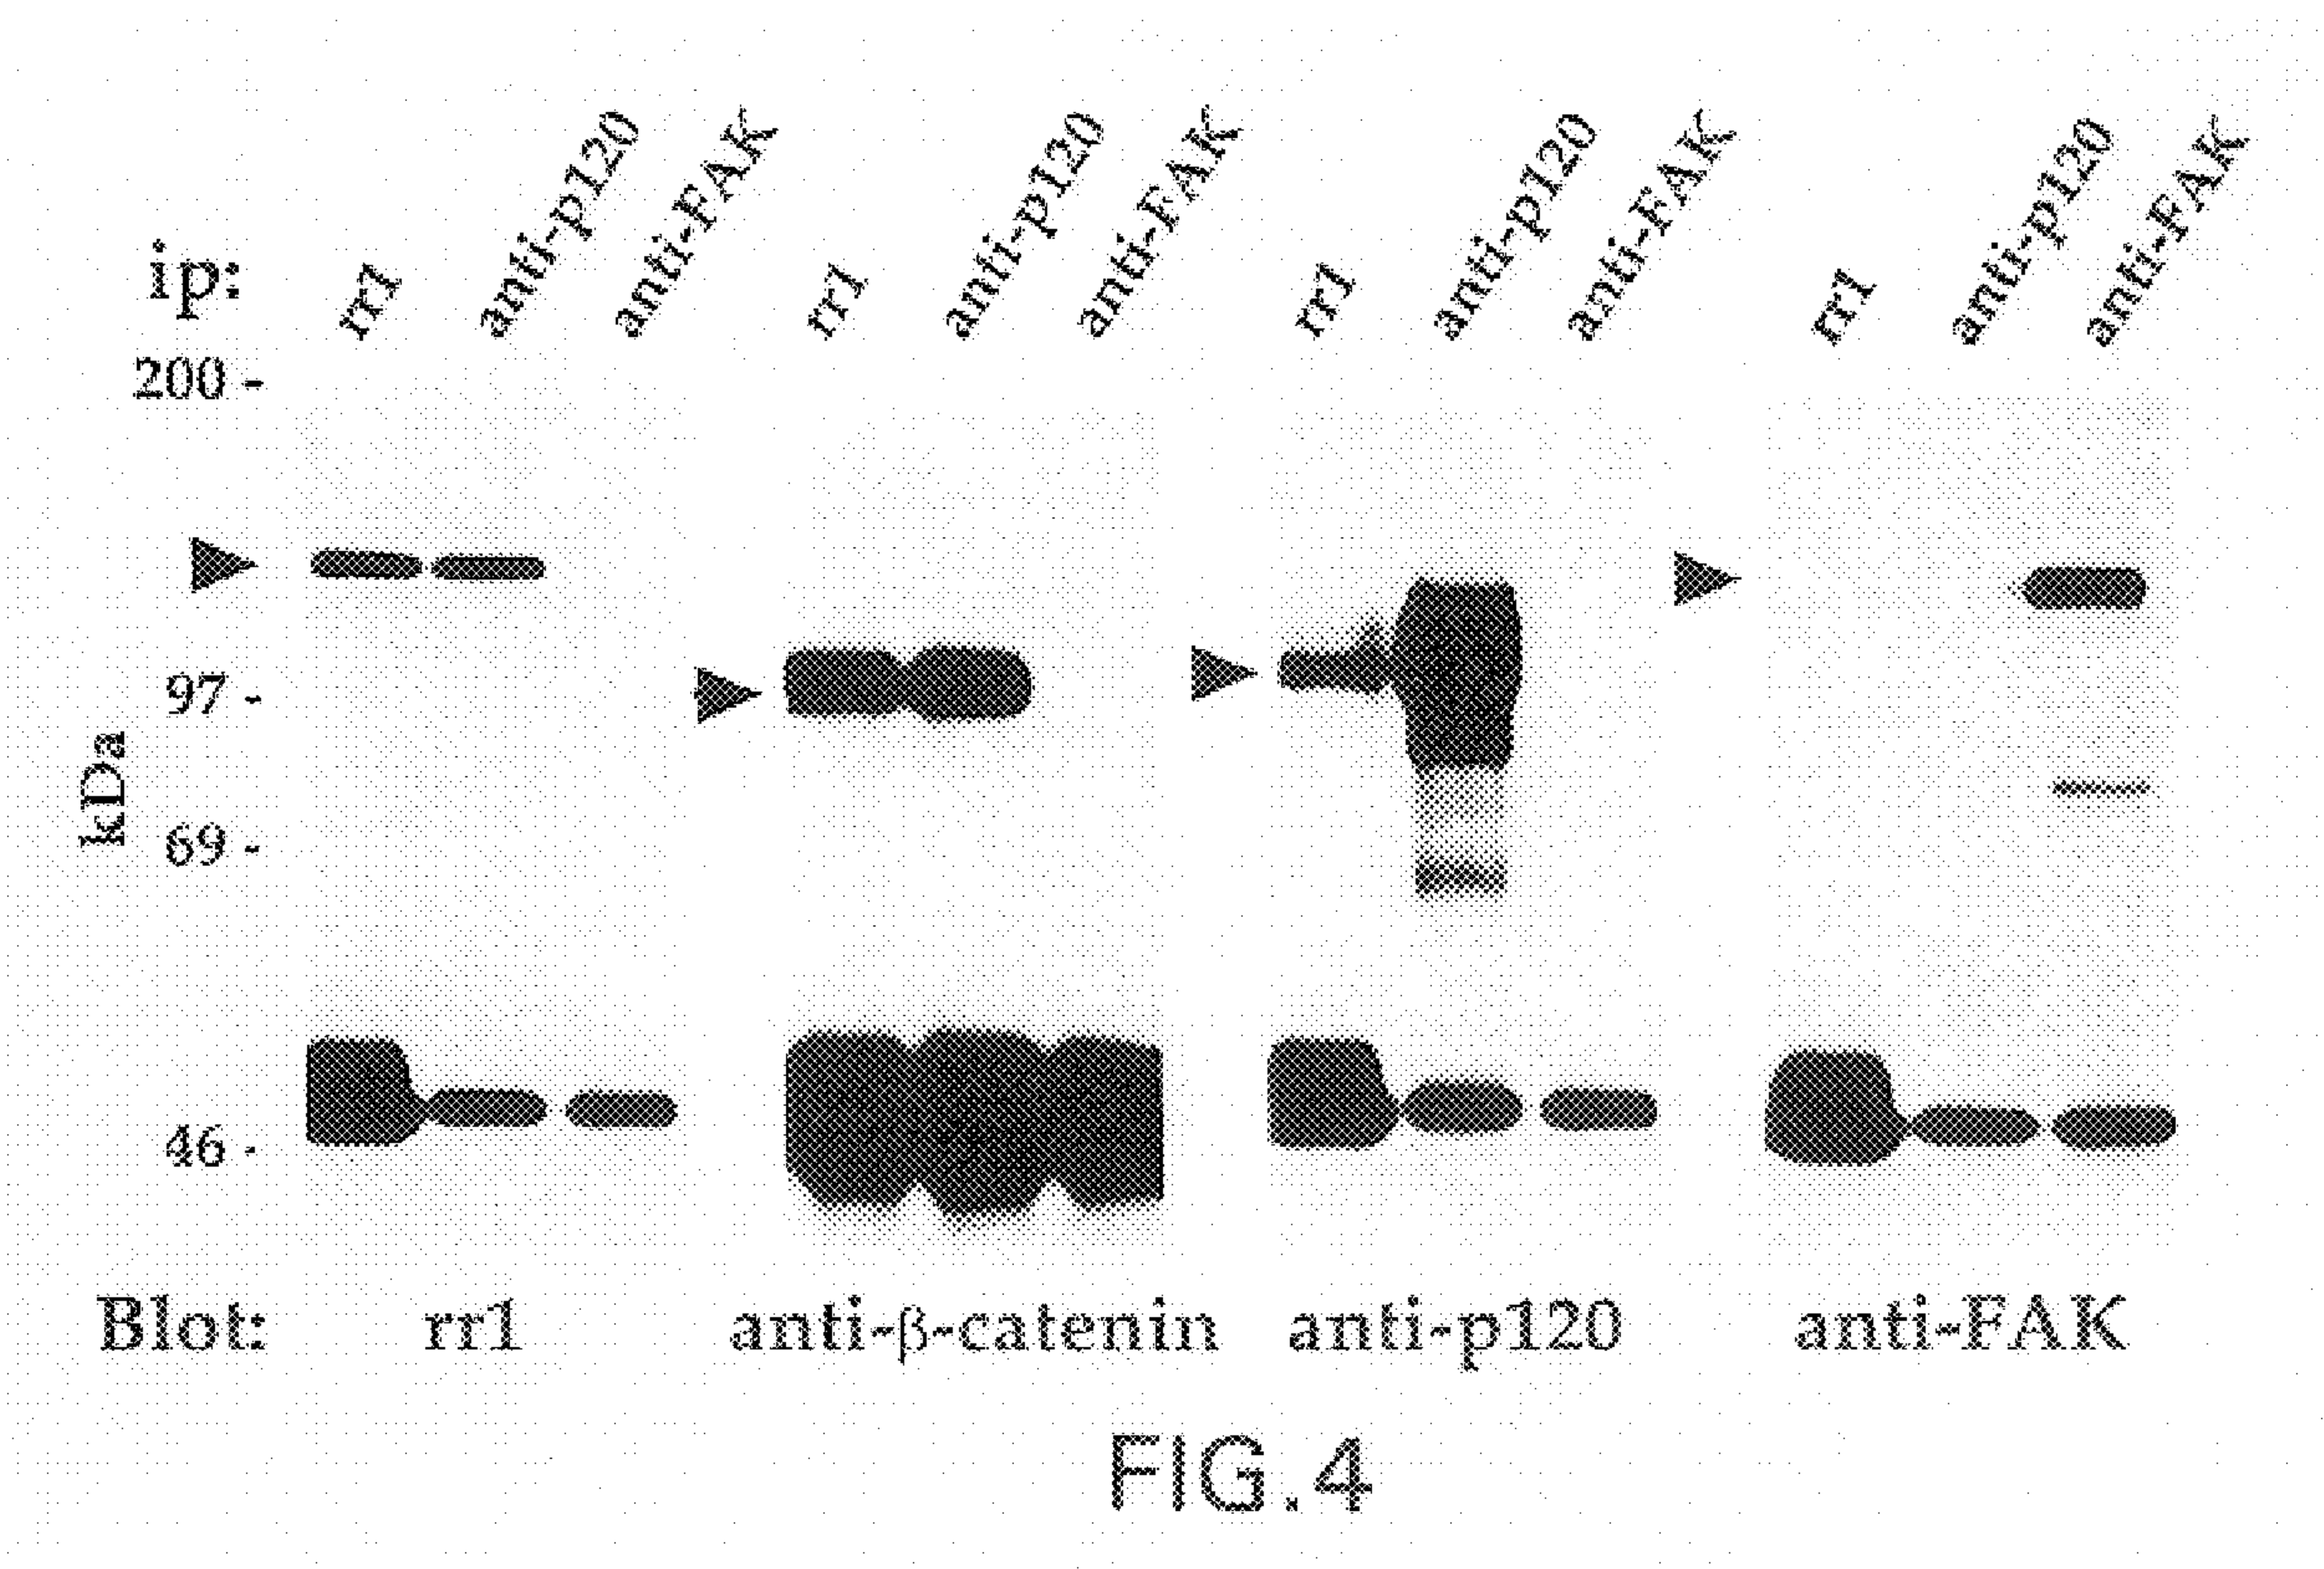 ip: rr1 anti-p120 anti-FAK rr1 anti-p120 anti-FAK rr1 anti-p120 anti-FAK rr1 anti-p120 anti-FAK
200 -
97 -
69 -
46 -
kDa
Blot: rr1 anti-β-catenin anti-p120 anti-FAK
FIG.4